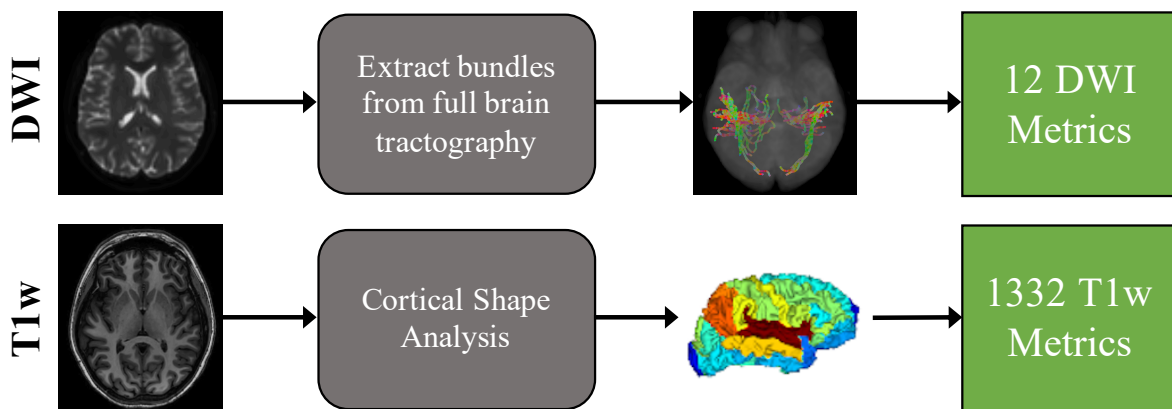 DWI
Extract bundles
from full brain
tractography
12 DWI
Metrics
T1w
Cortical Shape
Analysis
1332 T1w
Metrics